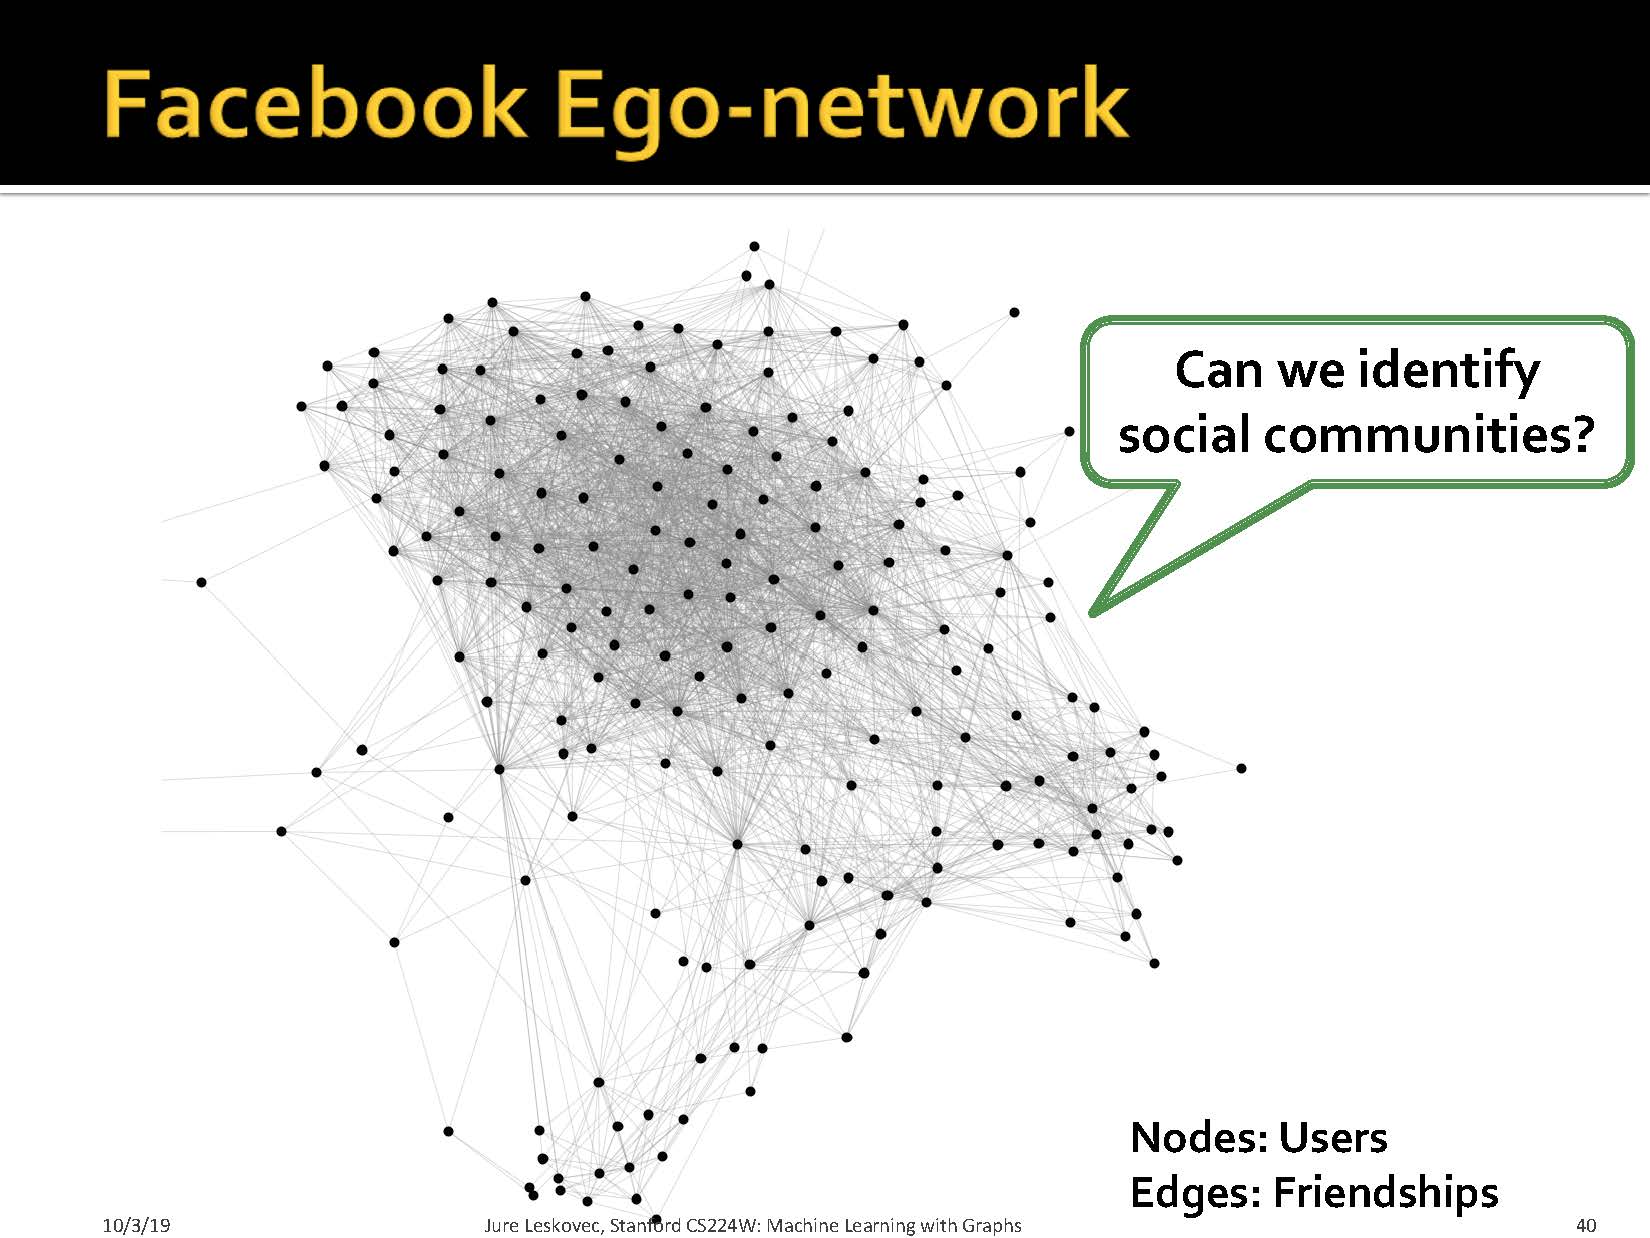 Facebook Ego-network
Can we identify
social communities?
Nodes: Users
Edges: Friendships
10/3/19
Jure Leskovec, Stanford CS224W: Machine Learning with Graphs
40